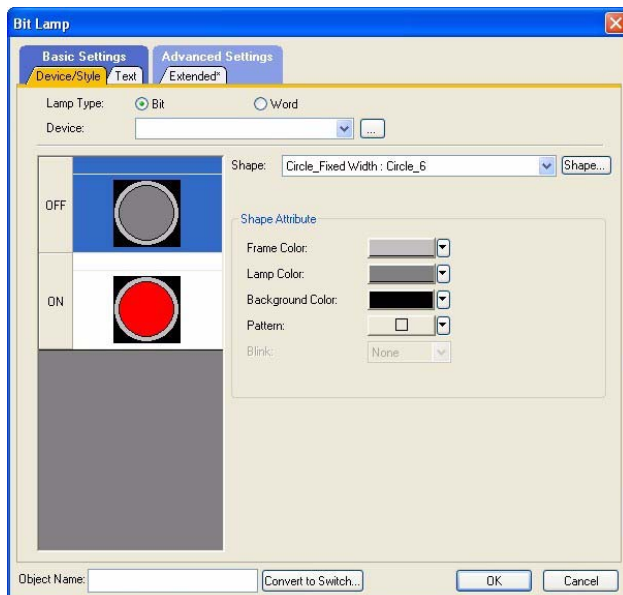 Bit Lamp
Basic Settings
Advanced Settings
Device/Style
Text
Extended*
Lamp Type:
Bit
Word
Device:
...
OFF
ON
Shape:
Circle_Fixed Width : Circle_6
Shape...
Shape Attribute
Frame Color:
Lamp Color:
Background Color:
Pattern:
Blink:
None
Object Name:
Convert to Switch...
OK
Cancel